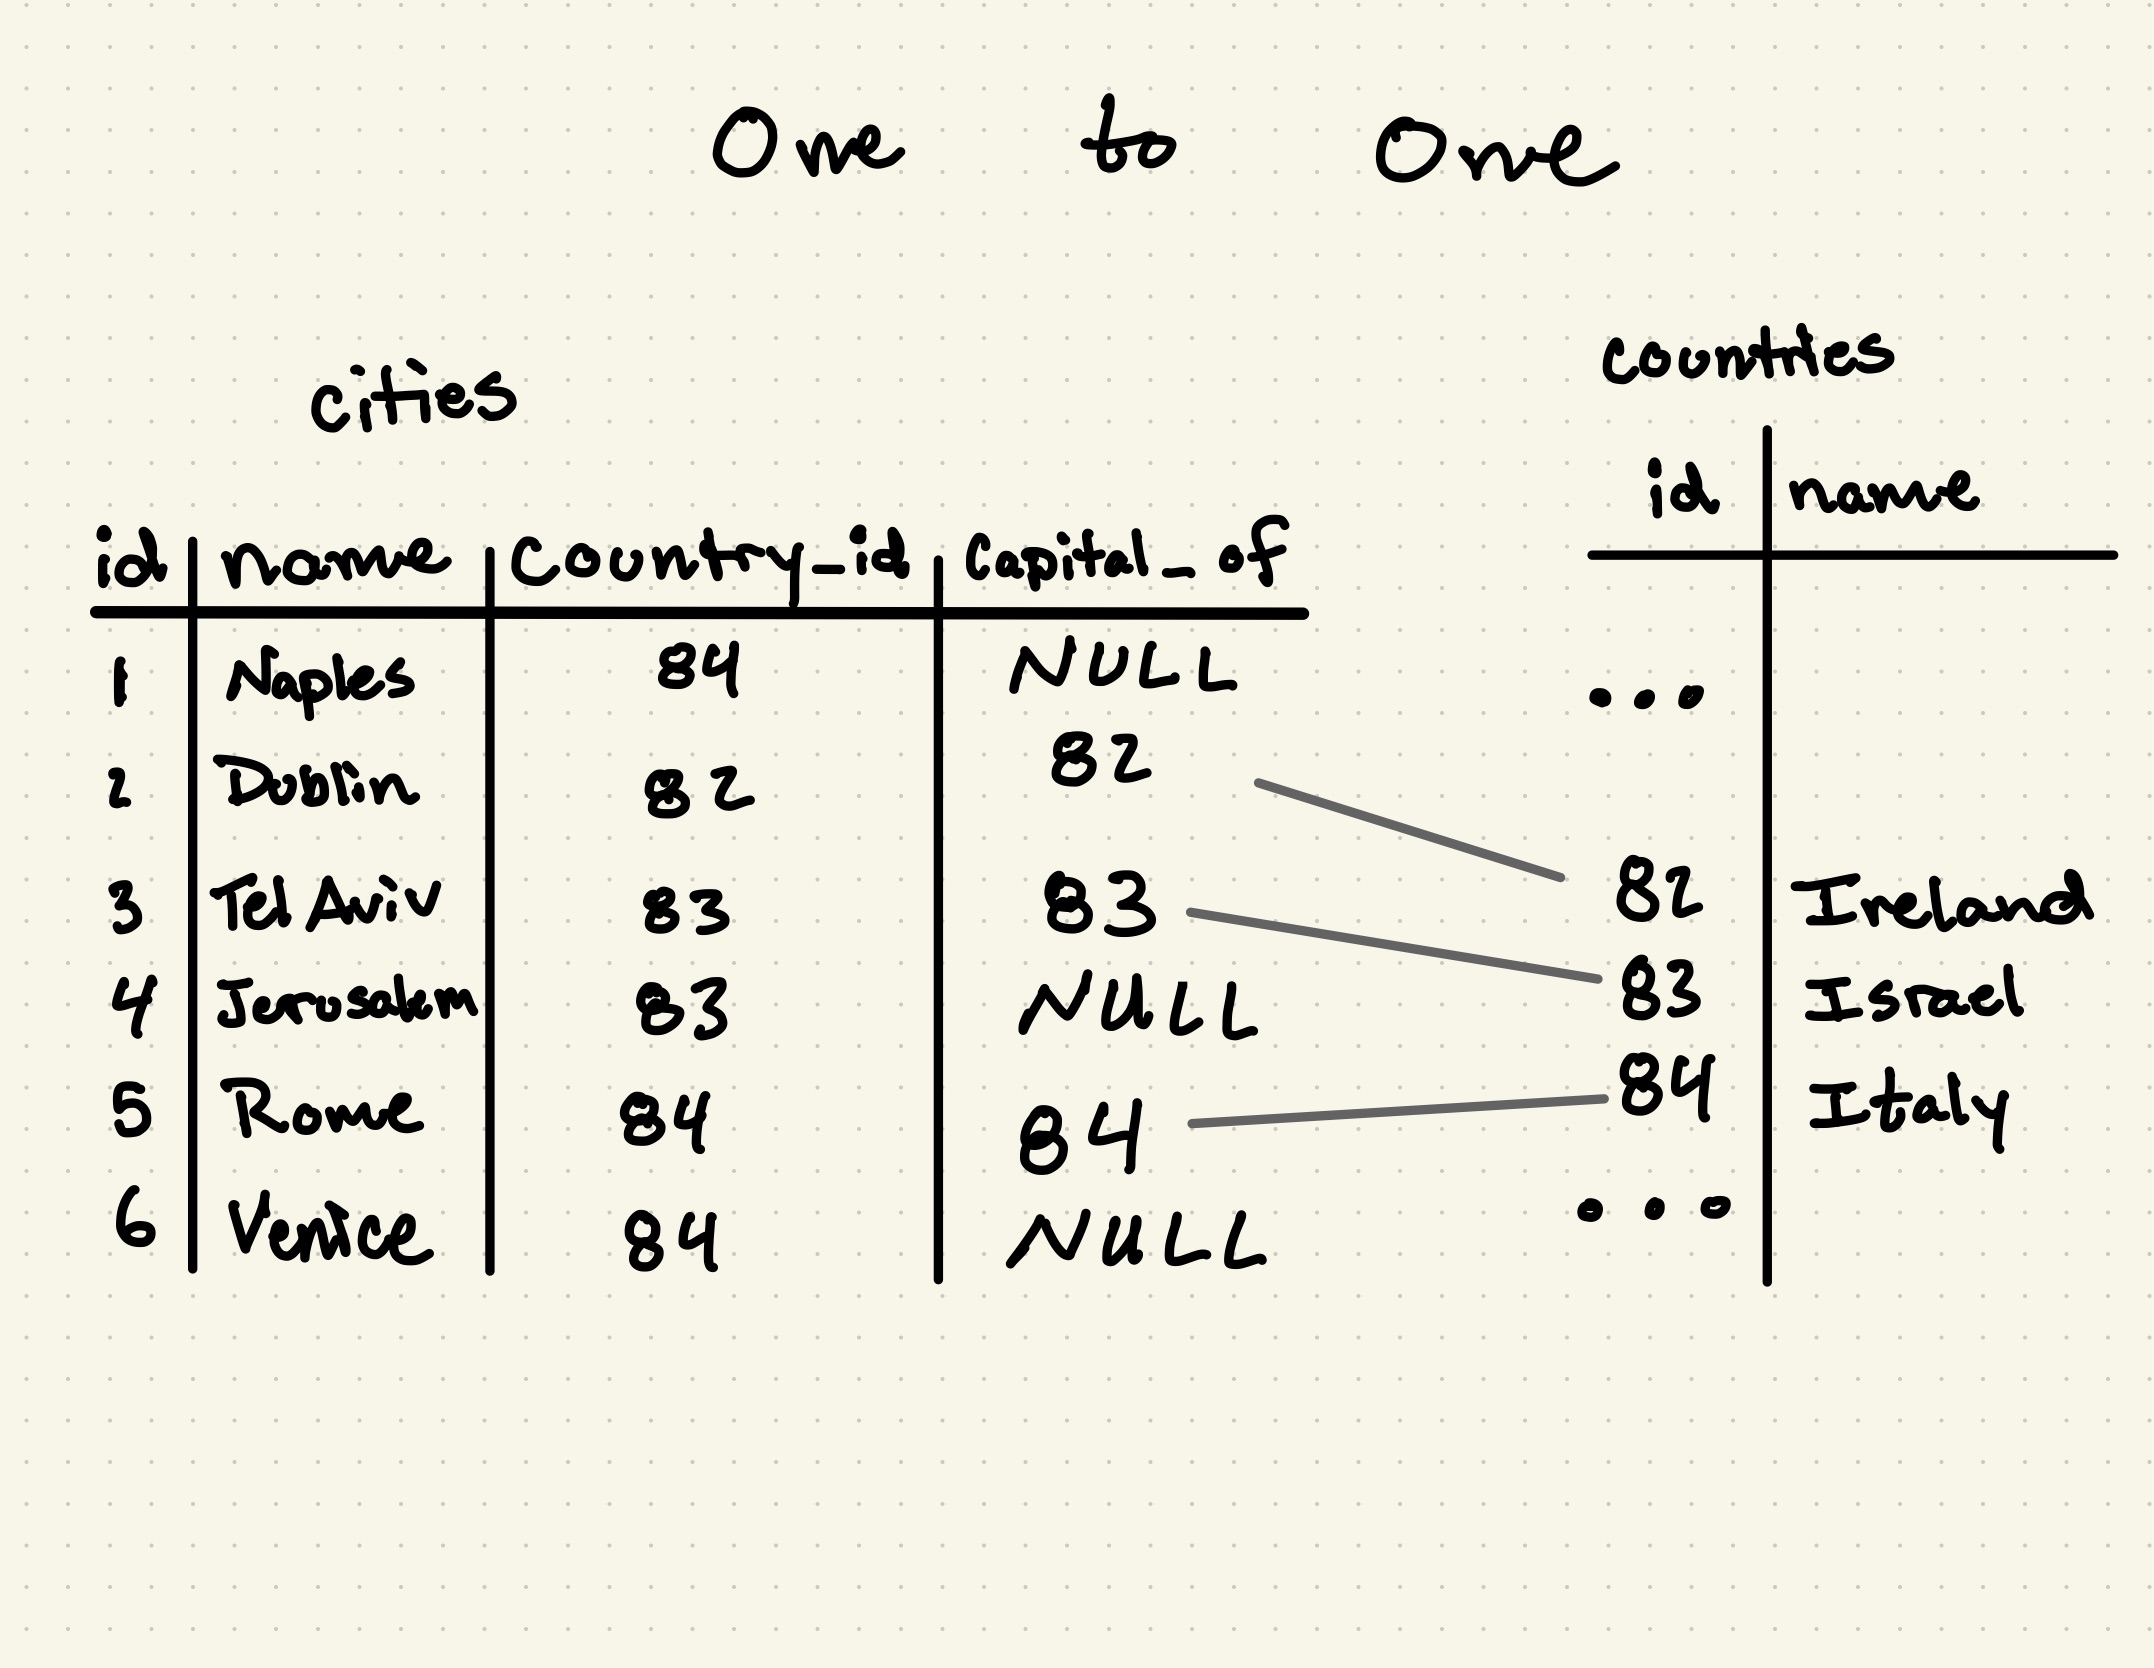 One to One
cities
countries
id name country_id capital_of
1 Naples 84 NULL
2 Dublin 82 82
3 Tel Aviv 83 83
4 Jerusalem 83 NULL
5 Rome 84 84
6 Venice 84 NULL
id name
...
82 Ireland
83 Israel
84 Italy
...